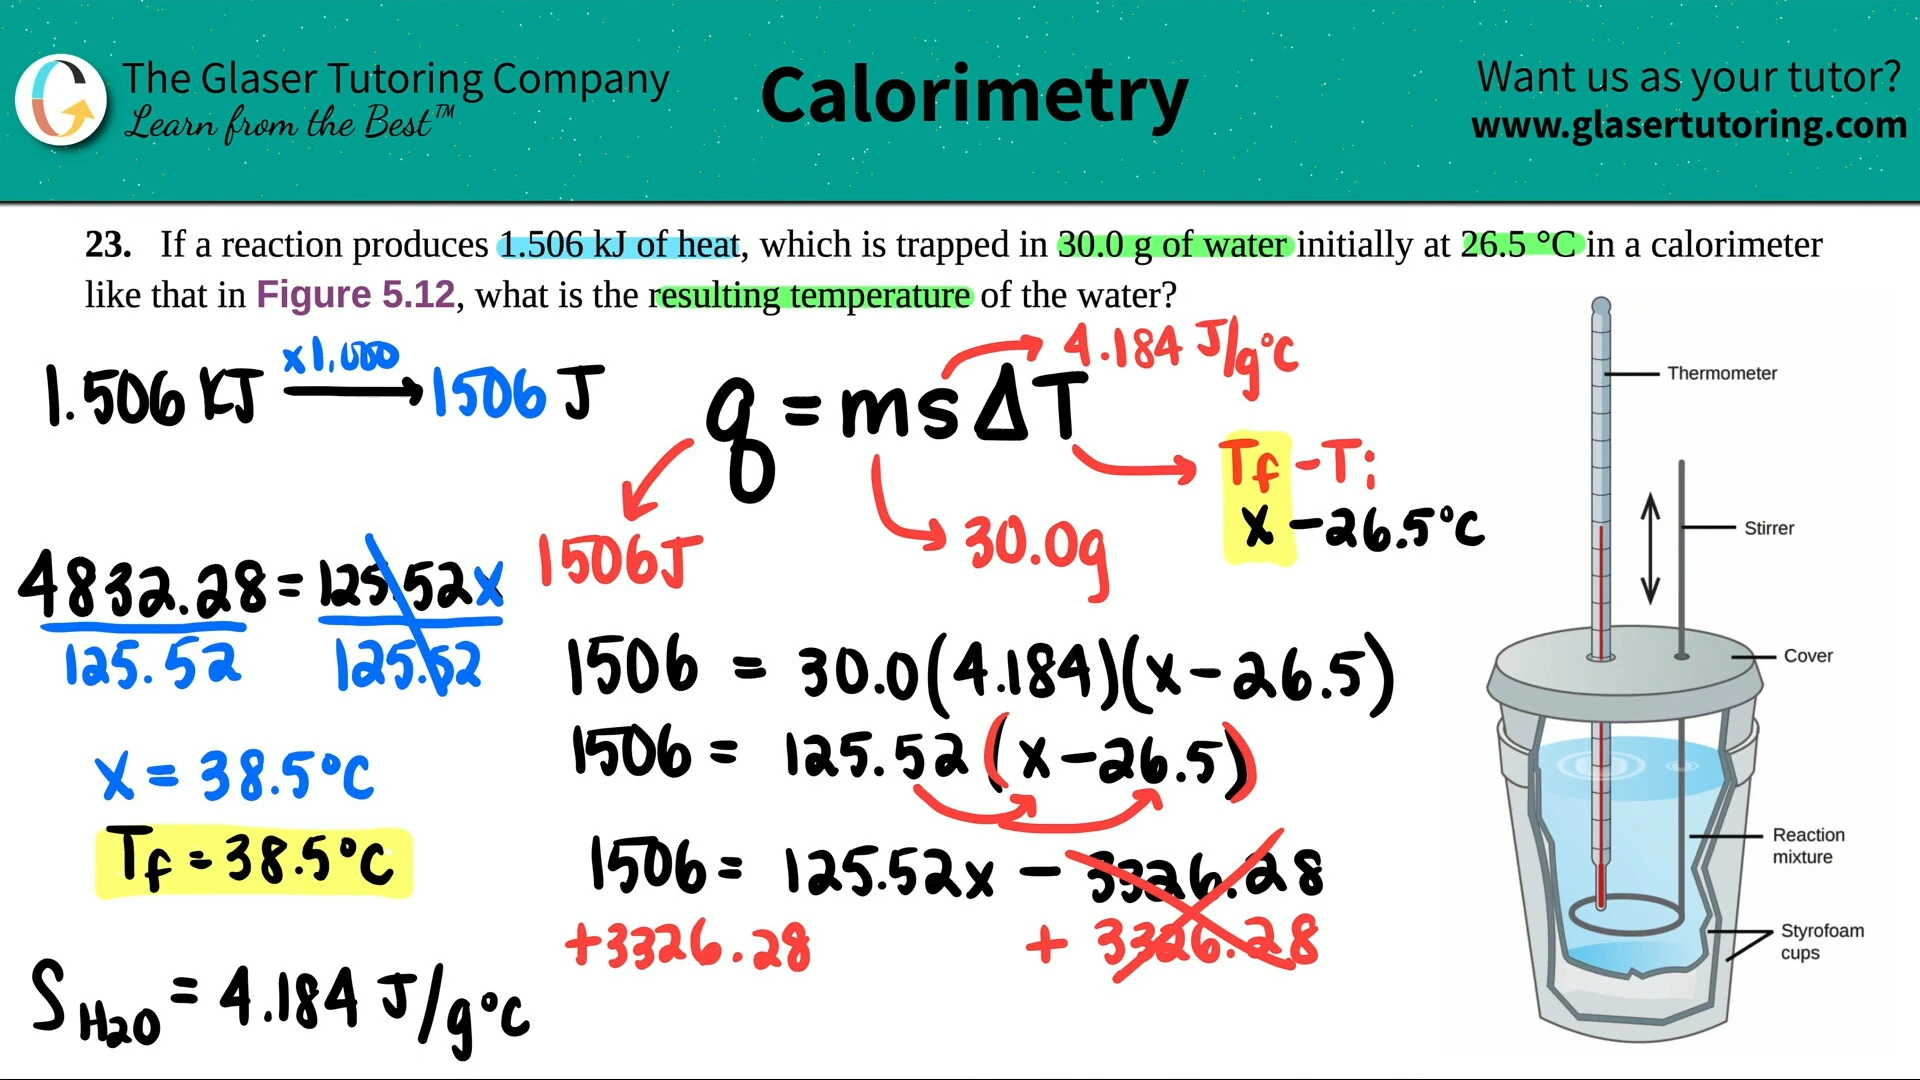 The Glaser Tutoring Company
Learn from the Best™
Calorimetry
Want us as your tutor?
www.glasertutoring.com
23. If a reaction produces 1.506 kJ of heat, which is trapped in 30.0 g of water initially at 26.5 °C in a calorimeter
like that in Figure 5.12, what is the resulting temperature of the water?
1.506 KJ x1,000 → 1506 J
q = msΔT
4.184 J/g°C
Tf - Ti
x - 26.5°C
1506J
30.0g
1506 = 30.0(4.184)(x - 26.5)
1506 = 125.52(x - 26.5)
1506 = 125.52x - 3326.28
+3326.28 + 3326.28
4832.28 = 125.52x
125.52 125.52
x = 38.5°C
Tf = 38.5°C
SH2O = 4.184 J/g°C
Thermometer
Stirrer
Cover
Reaction
mixture
Styrofoam
cups